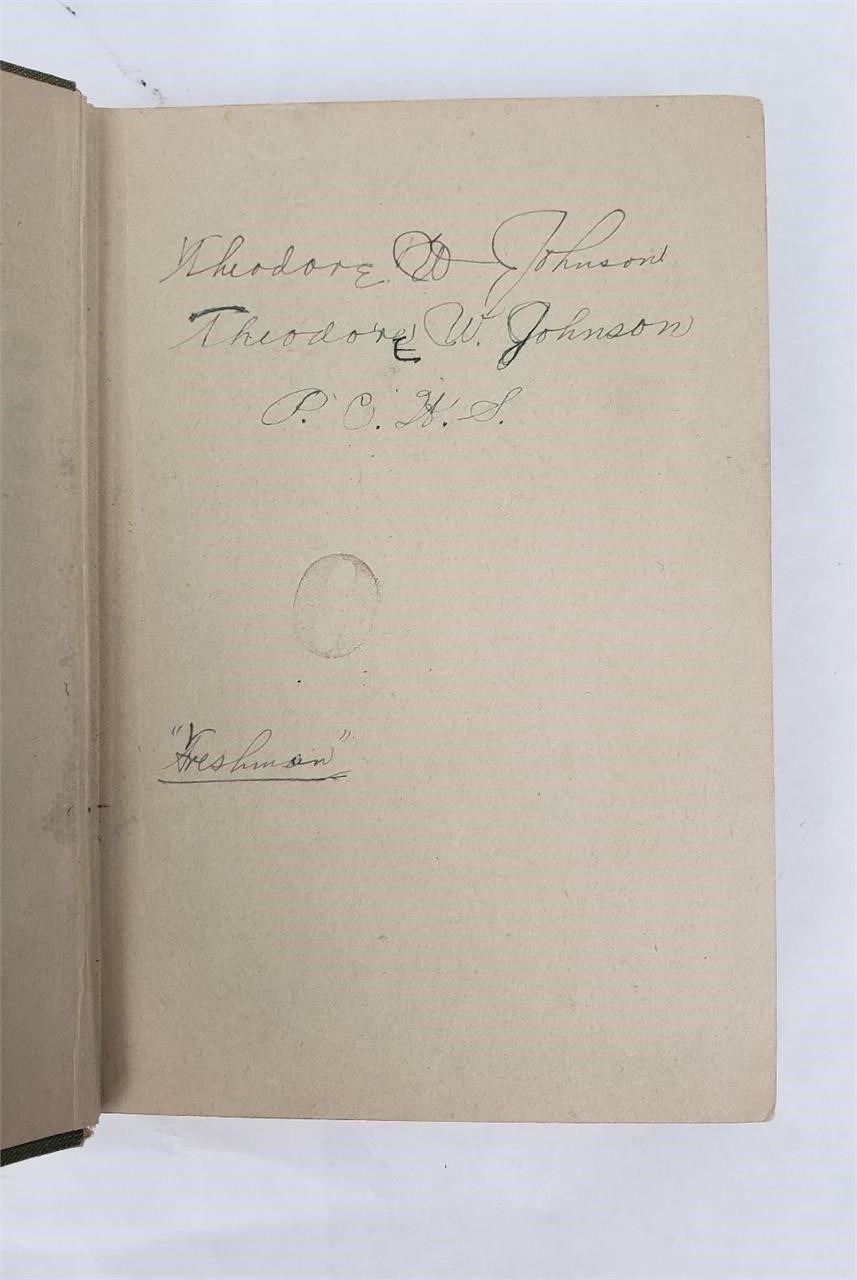 Theodore W Johnson
Theodore W. Johnson
P. C. H. S.
"Freshman"